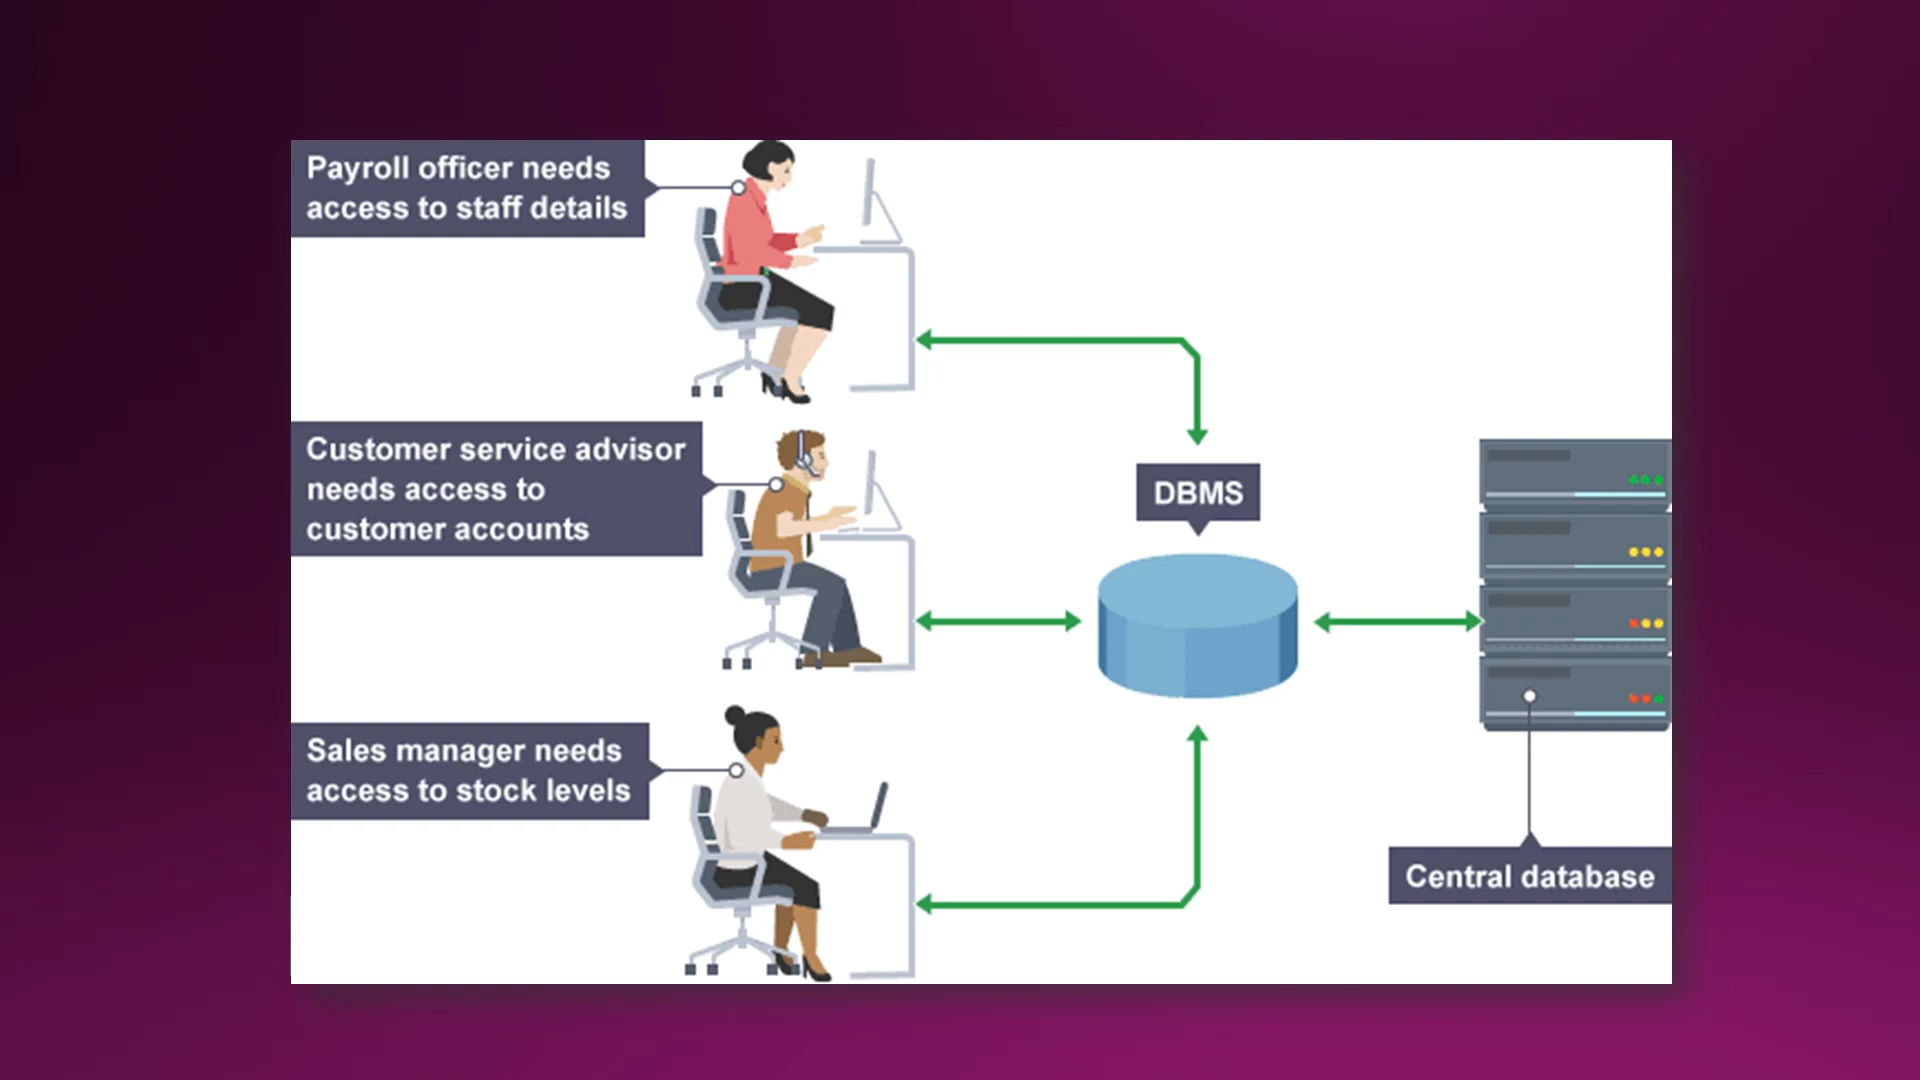 Payroll officer needs
access to staff details
Customer service advisor
needs access to
customer accounts
DBMS
Sales manager needs
access to stock levels
Central database